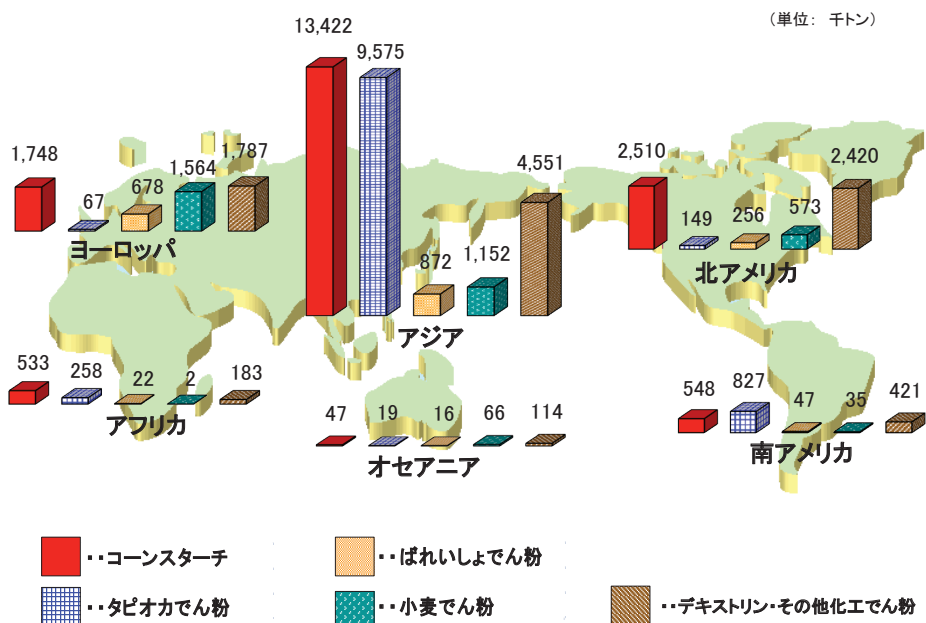 （単位： 千トン）
13,422
9,575
1,748
67
678
1,564
1,787
ヨーロッパ
4,551
872
1,152
アジア
2,510
149
256
573
2,420
北アメリカ
533
258
22
2
183
アフリカ
47
19
16
66
114
オセアニア
548
827
47
35
421
南アメリカ
・・コーンスターチ
・・ばれいしょでん粉
・・タピオカでん粉
・・小麦でん粉
・・デキストリン・その他化工でん粉